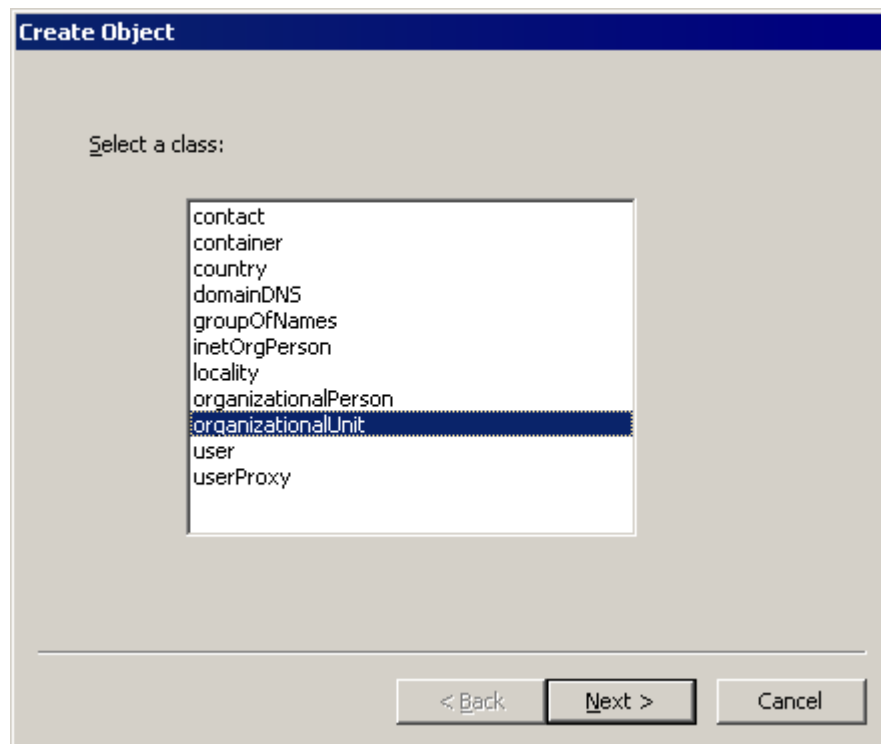 Create Object
Select a class:
contact
container
country
domainDNS
groupOfNames
inetOrgPerson
locality
organizationalPerson
organizationalUnit
user
userProxy
< Back Next > Cancel